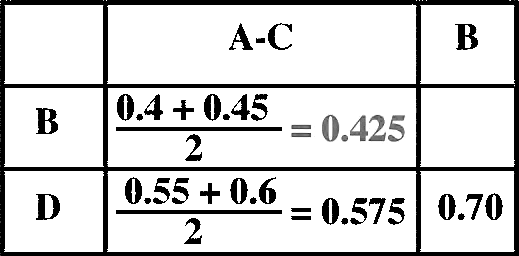 A-C B
B 0.4 + 0.45 / 2 = 0.425
D 0.55 + 0.6 / 2 = 0.575 0.70